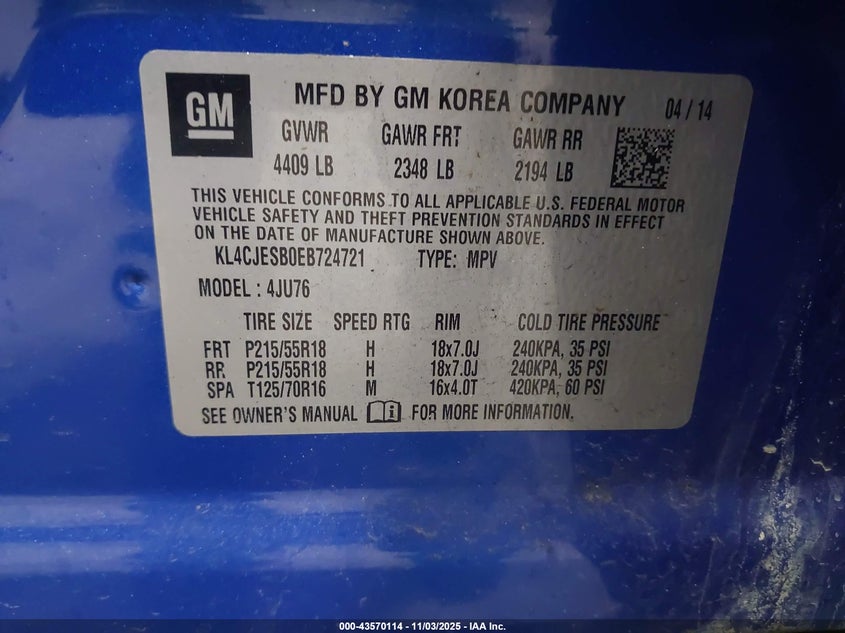 GM
MFD BY GM KOREA COMPANY 04 / 14
GVWR GAWR FRT GAWR RR
4409 LB 2348 LB 2194 LB
THIS VEHICLE CONFORMS TO ALL APPLICABLE U.S. FEDERAL MOTOR
VEHICLE SAFETY AND THEFT PREVENTION STANDARDS IN EFFECT
ON THE DATE OF MANUFACTURE SHOWN ABOVE.
KL4CJESB0EB724721 TYPE: MPV
MODEL : 4JU76
TIRE SIZE SPEED RTG RIM COLD TIRE PRESSURE
FRT P215/55R18 H 18x7.0J 240KPA, 35 PSI
RR P215/55R18 H 18x7.0J 240KPA, 35 PSI
SPA T125/70R16 M 16x4.0T 420KPA, 60 PSI
SEE OWNER'S MANUAL FOR MORE INFORMATION.
000-43570114 - 11/03/2025 - IAA Inc.